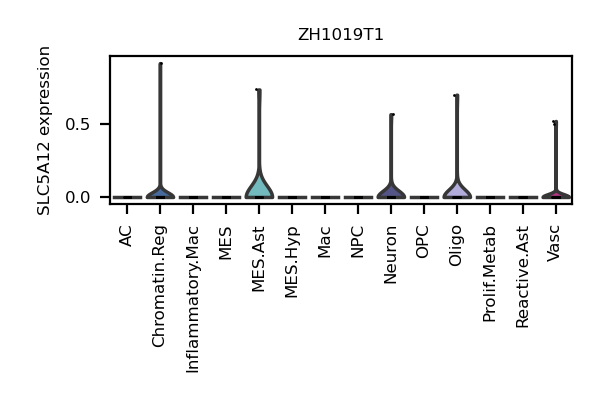 ZH1019T1
SLC5A12 expression
0.5
0.0
AC
Chromatin.Reg
Inflammatory.Mac
MES
MES.Ast
MES.Hyp
Mac
NPC
Neuron
OPC
Oligo
Prolif.Metab
Reactive.Ast
Vasc